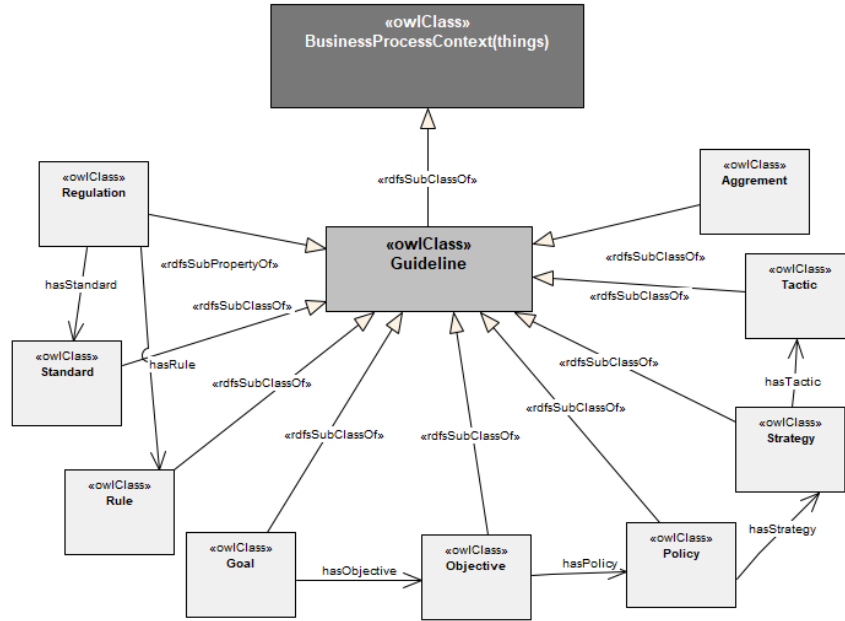 «owlClass»
BusinessProcessContext(things)
«rdfsSubClassOf»
«owlClass»
Regulation
«owlClass»
Aggrement
«owlClass»
Guideline
«rdfsSubPropertyOf»
«rdfsSubClassOf»
«owlClass»
Tactic
hasStandard
«rdfsSubClassOf»
«rdfsSubClassOf»
«owlClass»
Standard
hasRule
«rdfsSubClassOf»
«rdfsSubClassOf»
hasTactic
«rdfsSubClassOf»
«owlClass»
Strategy
«rdfsSubClassOf»
«rdfsSubClassOf»
«owlClass»
Rule
hasStrategy
«owlClass»
Goal
hasObjective
«owlClass»
Objective
hasPolicy
«owlClass»
Policy